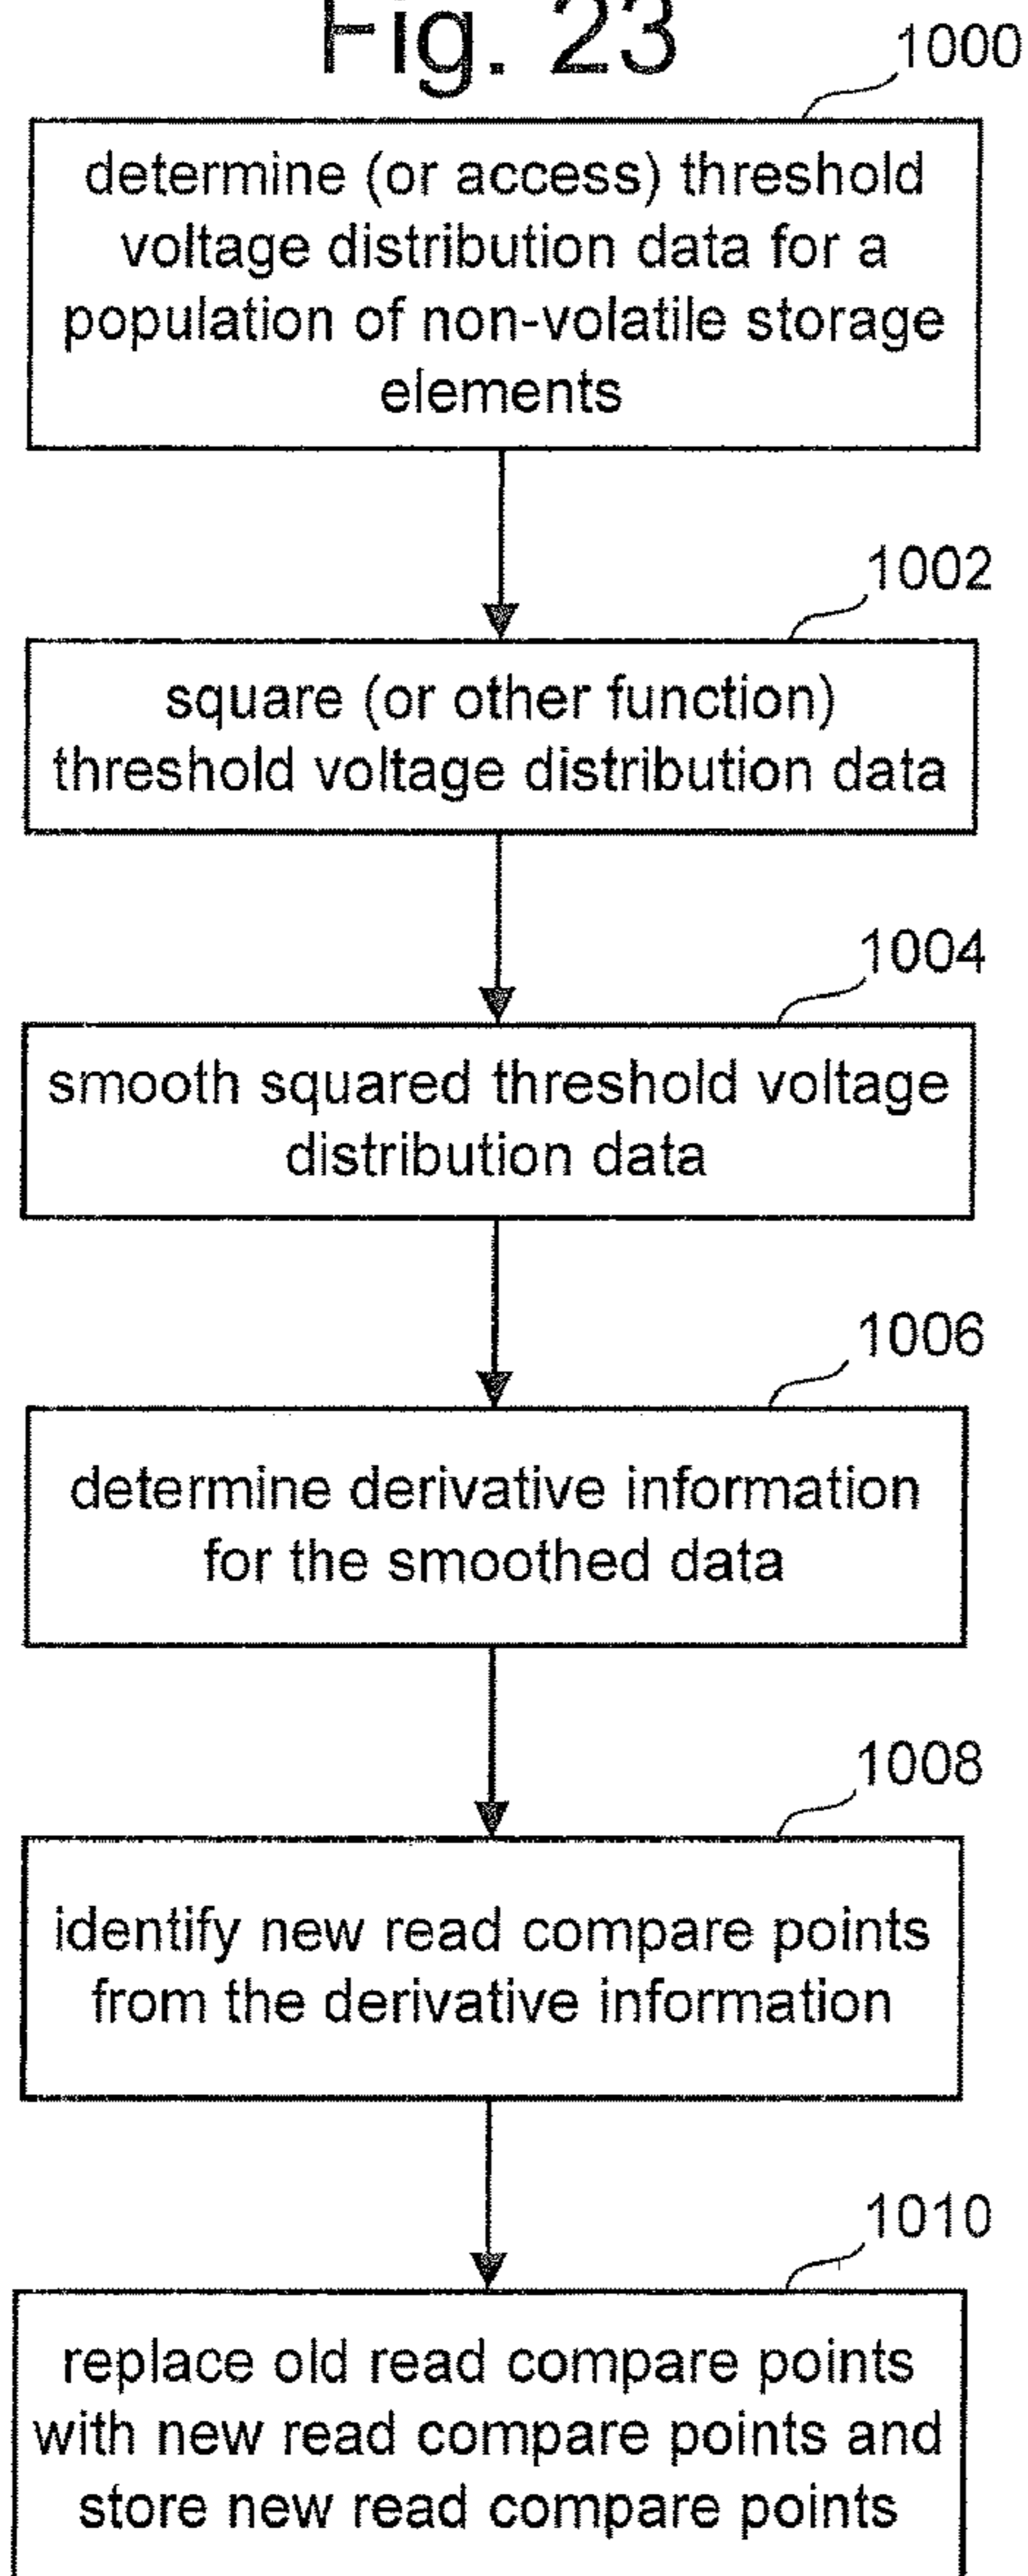 Fig. 23
1000
determine (or access) threshold
voltage distribution data for a
population of non-volatile storage
elements
1002
square (or other function)
threshold voltage distribution data
1004
smooth squared threshold voltage
distribution data
1006
determine derivative information
for the smoothed data
1008
identify new read compare points
from the derivative information
1010
replace old read compare points
with new read compare points and
store new read compare points